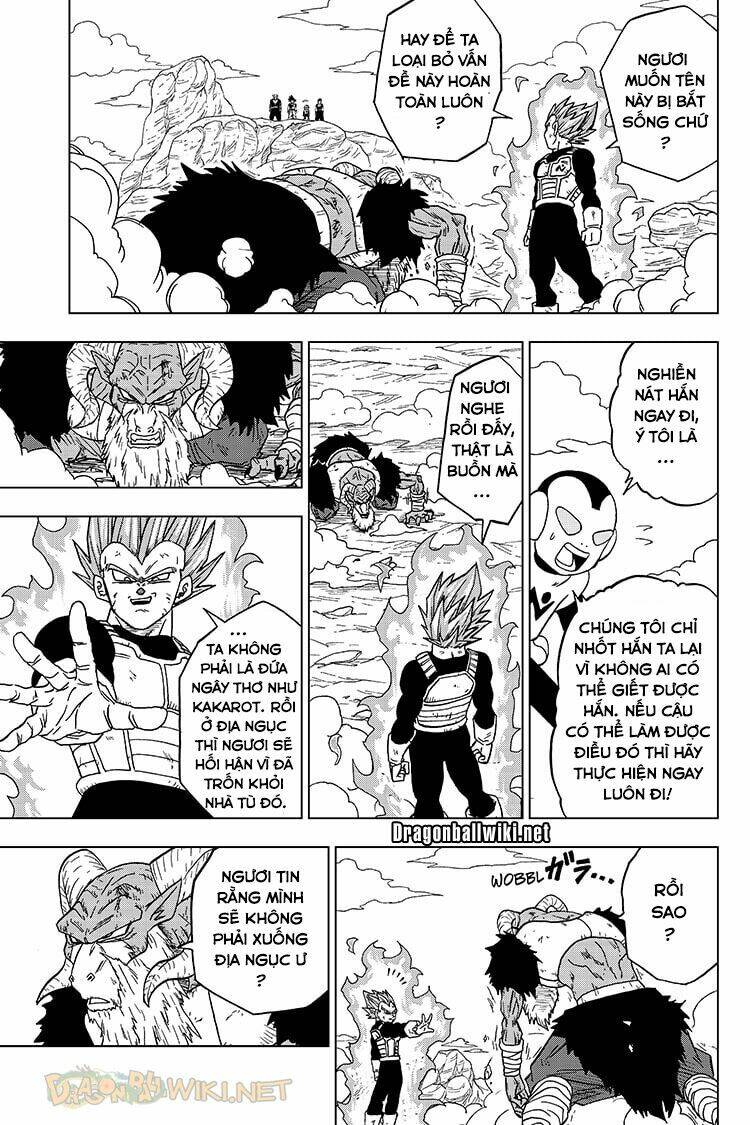 NGƯƠI
MUỐN TÊN
NÀY BỊ BẮT
SỐNG CHỨ
?
HAY ĐỂ TA
LOẠI BỎ VẤN
ĐỀ NÀY HOÀN
TOÀN LUÔN
?
NGHIỀN
NÁT HẮN
NGAY ĐI,
Ý TÔI LÀ
...
CHÚNG TÔI CHỈ
NHỐT HẮN TA LẠI
VÌ KHÔNG AI CÓ
THỂ GIẾT ĐƯỢC
HẮN. NẾU CẬU
CÓ THỂ LÀM ĐƯỢC
ĐIỀU ĐÓ THÌ HÃY
THỰC HIỆN NGAY
LUÔN ĐI!
NGƯƠI
NGHE
RỒI ĐẤY,
THẬT LÀ
BUỒN MÀ
...
...
TA KHÔNG
PHẢI LÀ ĐỨA
NGÂY THƠ NHƯ
KAKAROT. RỒI
Ở ĐỊA NGỤC
THÌ NGƯƠI SẼ
HỐI HẬN VÌ ĐÃ
TRỐN KHỎI
NHÀ TÙ ĐÓ.
Dragonballwiki.net
RỒI
SAO?
WOBBL
ガラ...
NGƯƠI TIN
RẰNG MÌNH
SẼ KHÔNG
PHẢI XUỐNG
ĐỊA NGỤC Ư
?
DRAGON BALL WIKI.NET